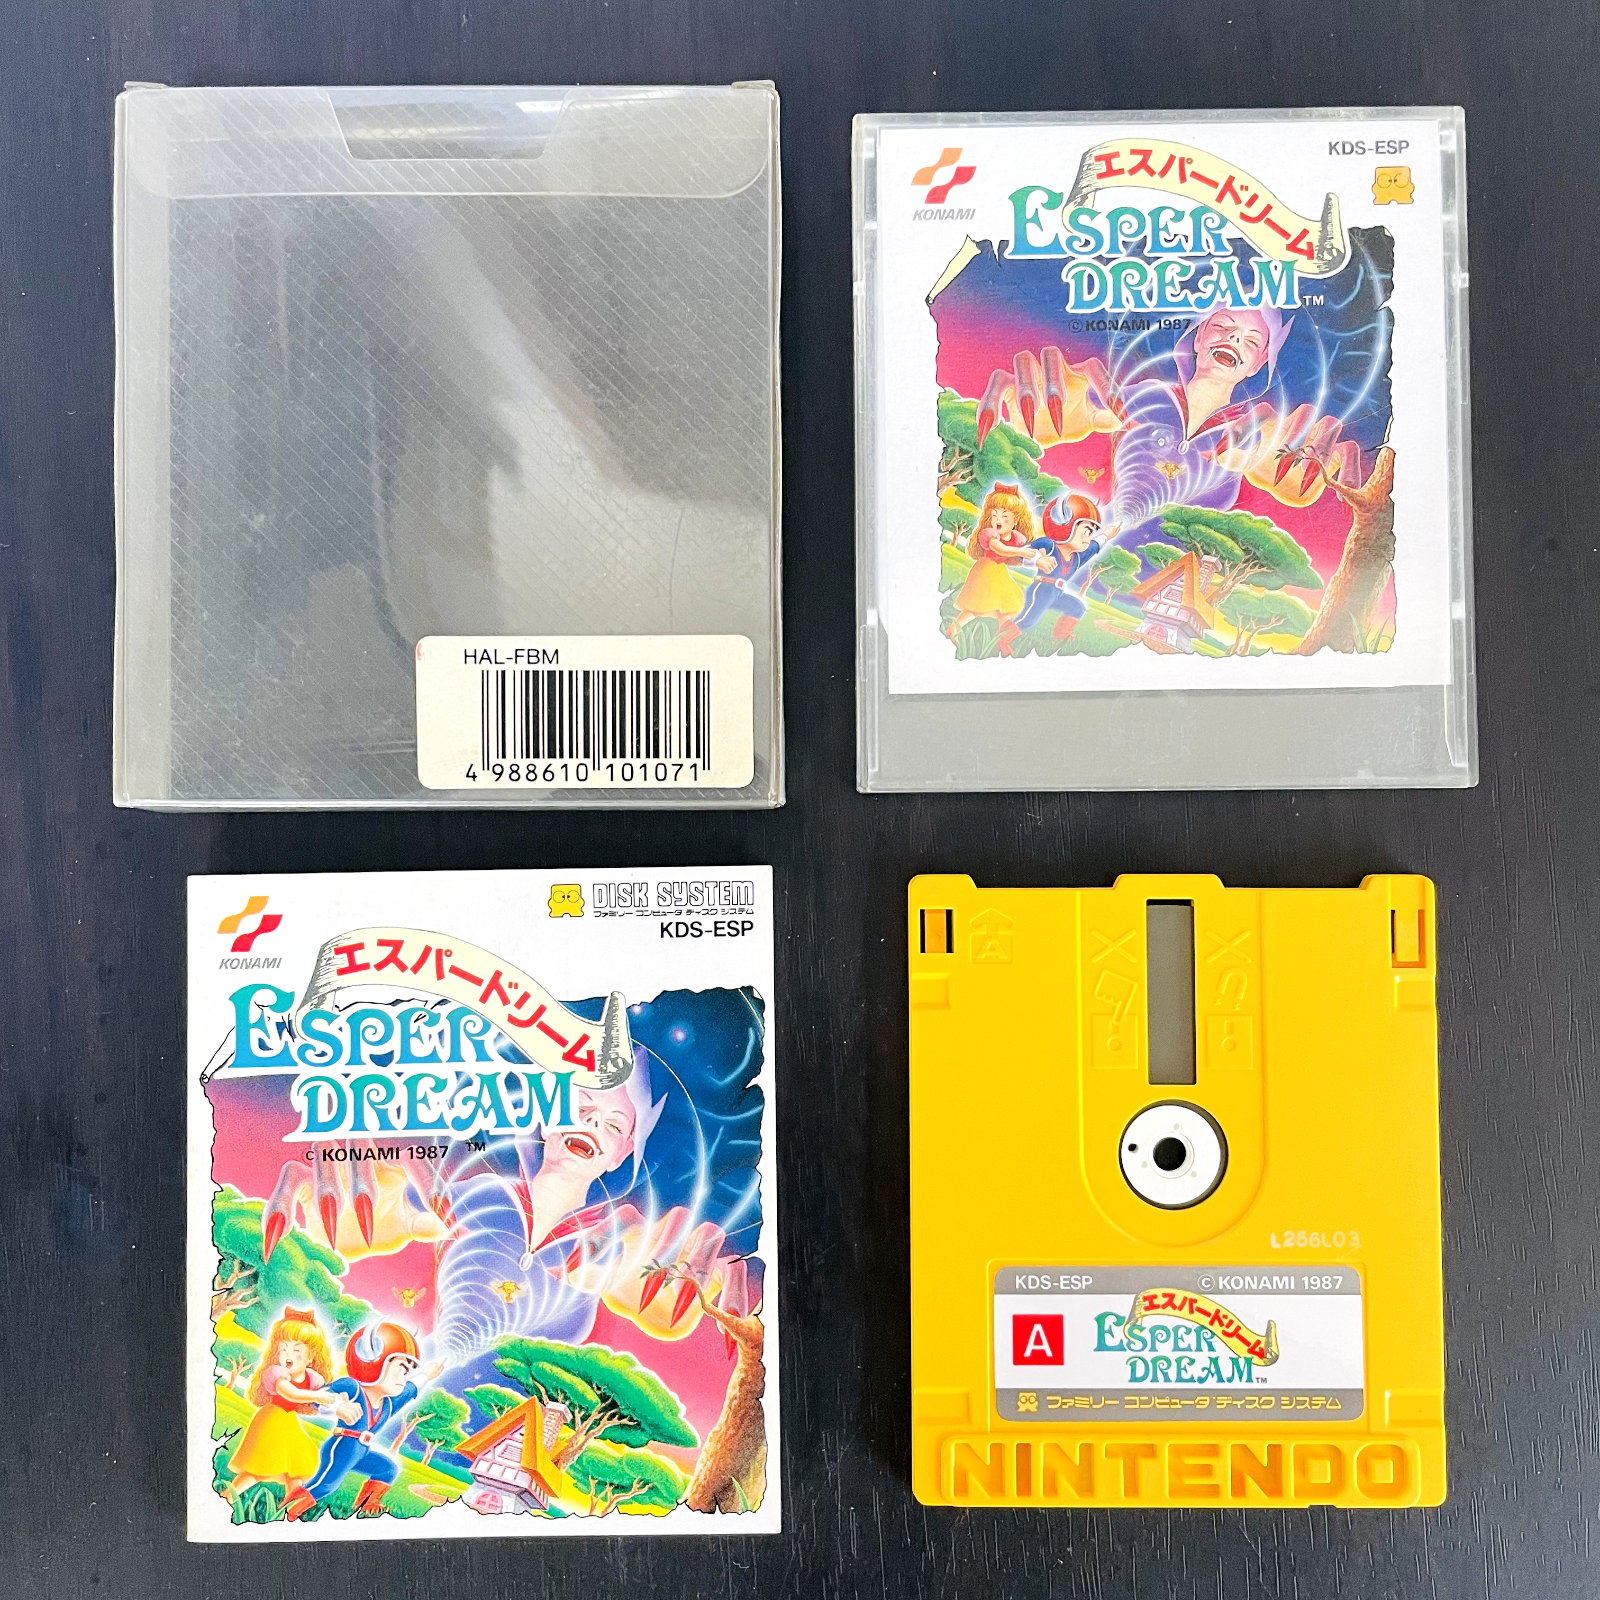 HAL-FBM
4 988610 101071
KONAMI
KDS-ESP
エスパードリーム
ESPER
DREAM™
© KONAMI 1987
KONAMI
DISK SYSTEM
ファミリー コンピュータ ディスク システム
KDS-ESP
エスパードリーム
ESPER
DREAM
© KONAMI 1987 ™
A
L256L03
KDS-ESP © KONAMI 1987
A
エスパードリーム
ESPER
DREAM™
ファミリー コンピュータ ディスク システム
NINTENDO